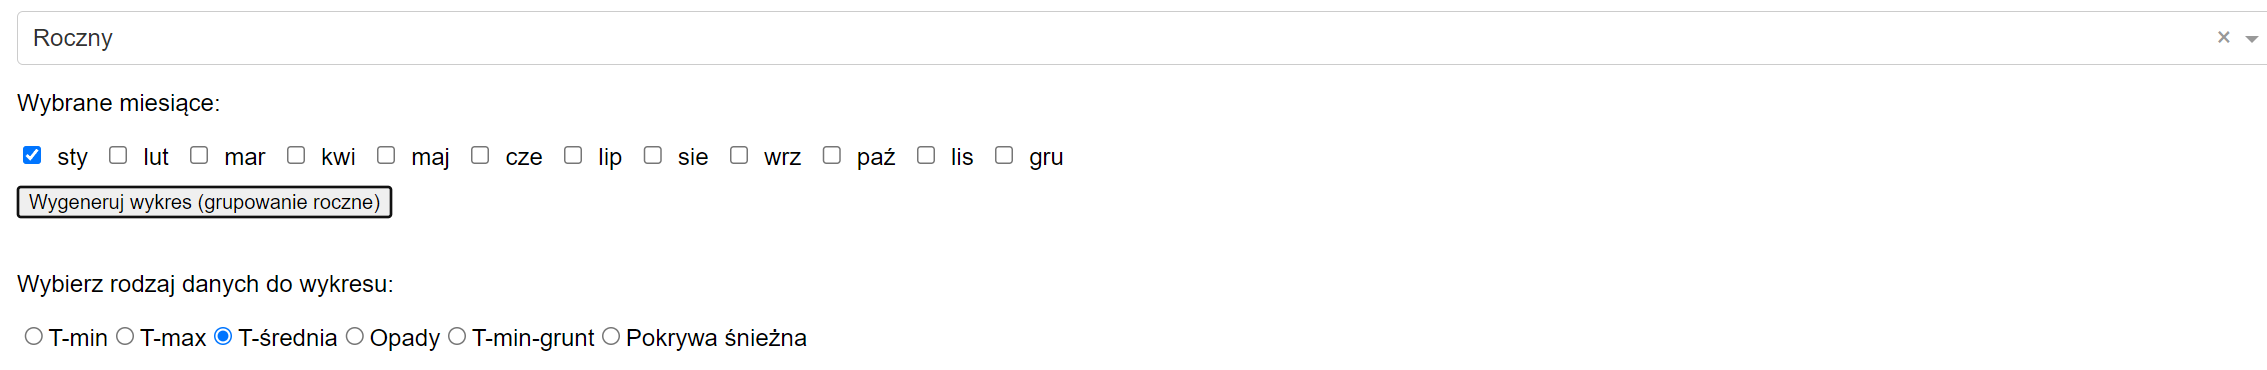 Roczny
Wybrane miesiące:
sty lut mar kwi maj cze lip sie wrz paź lis gru
Wygeneruj wykres (grupowanie roczne)
Wybierz rodzaj danych do wykresu:
T-min T-max T-średnia Opady T-min-grunt Pokrywa śnieżna